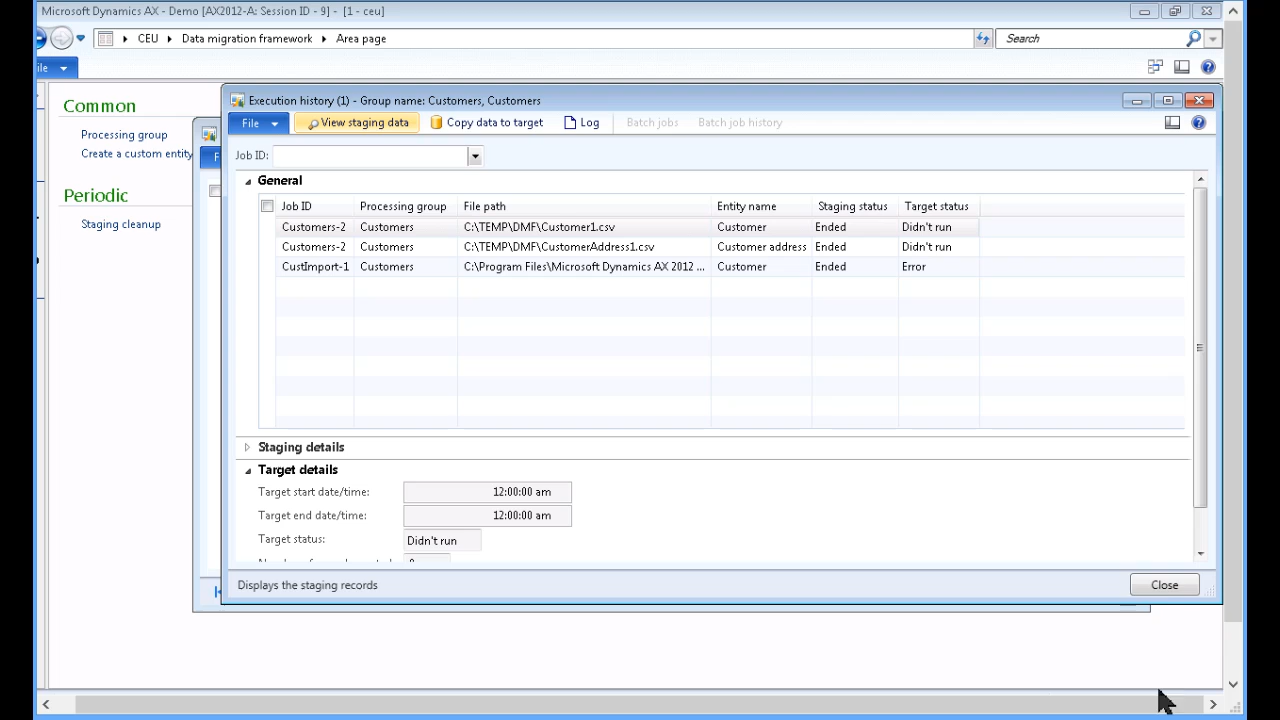 Microsoft Dynamics AX - Demo [AX2012-A: Session ID - 9] - [1 - ceu]
CEU Data migration framework Area page Search
ile
Common
Processing group
Create a custom entity
Periodic
Staging cleanup
Execution history (1) - Group name: Customers, Customers
File View staging data Copy data to target Log Batch jobs Batch job history
F
Job ID:
General
Job ID Processing group File path Entity name Staging status Target status
Customers-2 Customers C:\TEMP\DMF\Customer1.csv Customer Ended Didn't run
Customers-2 Customers C:\TEMP\DMF\CustomerAddress1.csv Customer address Ended Didn't run
CustImport-1 Customers C:\Program Files\Microsoft Dynamics AX 2012 ... Customer Ended Error
Staging details
Target details
Target start date/time: 12:00:00 am
Target end date/time: 12:00:00 am
Target status: Didn't run
Displays the staging records Close